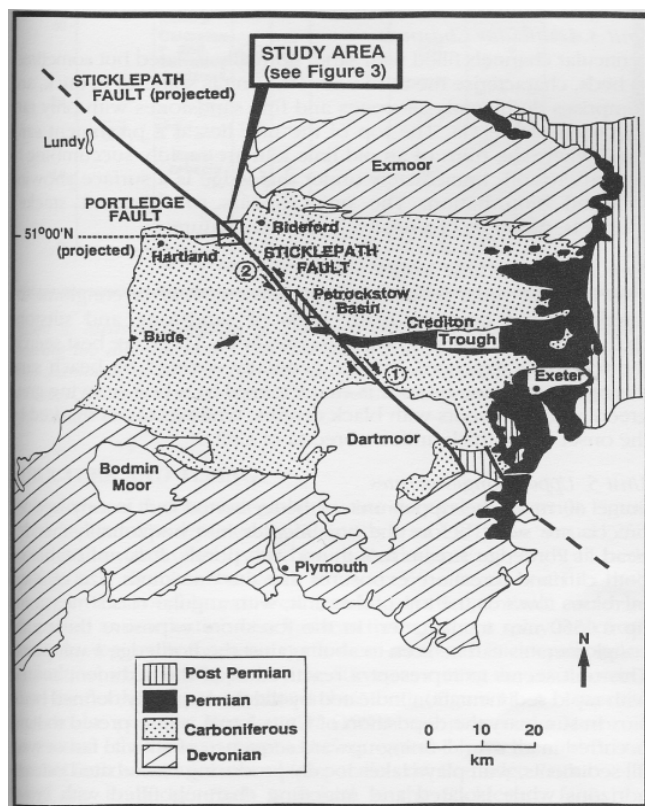 STUDY AREA
(see Figure 3)
STICKLEPATH
FAULT (projected)
Lundy
Exmoor
PORTLEDGE
FAULT
51°00'N
(projected)
Bideford
Hartland
STICKLEPATH
FAULT
2
Petrockstow
Basin
Crediton
Trough
Bude
1
Exeter
Dartmoor
Bodmin
Moor
Plymouth
Post Permian
Permian
Carboniferous
Devonian
N
0 10 20
km